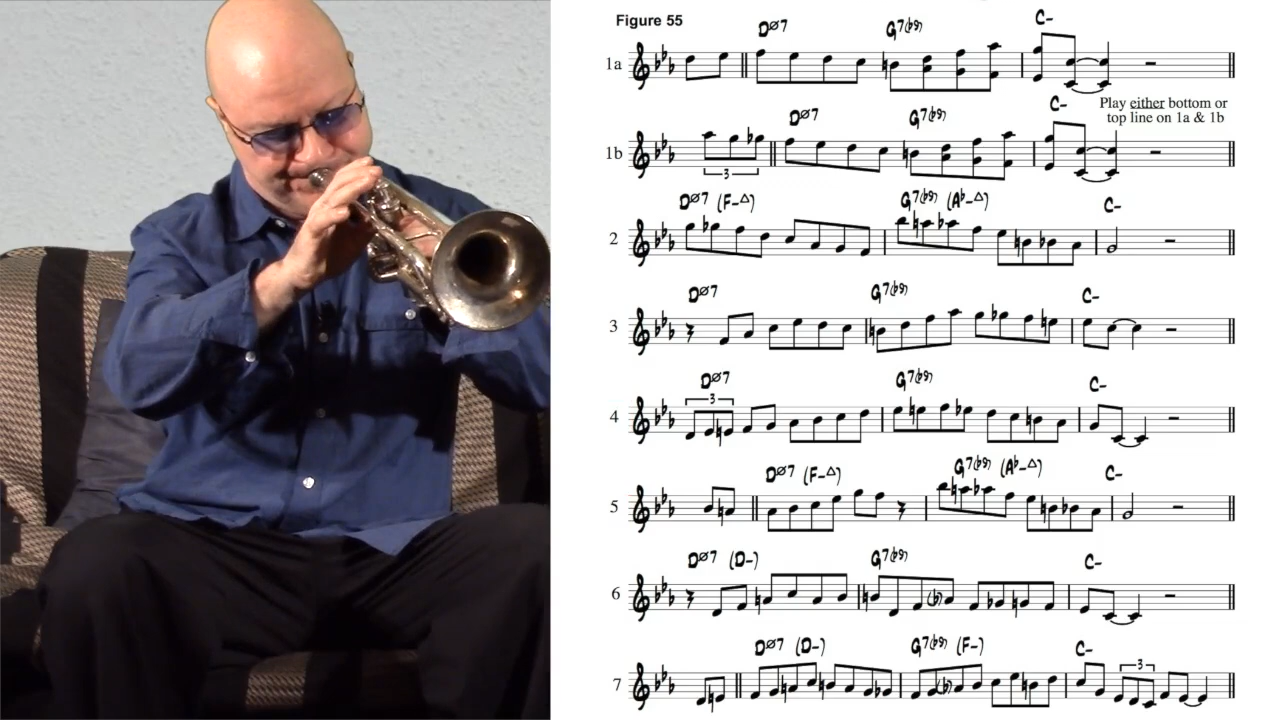 Figure 55
Dø7 G7(♭9) C-
1a
Play either bottom or
top line on 1a & 1b
Dø7 G7(♭9) C-
1b
3
Dø7 (F-△) G7(♭9) (A♭-△) C-
2
Dø7 G7(♭9) C-
3
Dø7 G7(♭9) C-
3
4
Dø7 (F-△) G7(♭9) (A♭-△) C-
5
Dø7 (D-) G7(♭9) C-
6
(♭)
Dø7 (D-) G7(♭9) (F-) C-
3
7
(♭)